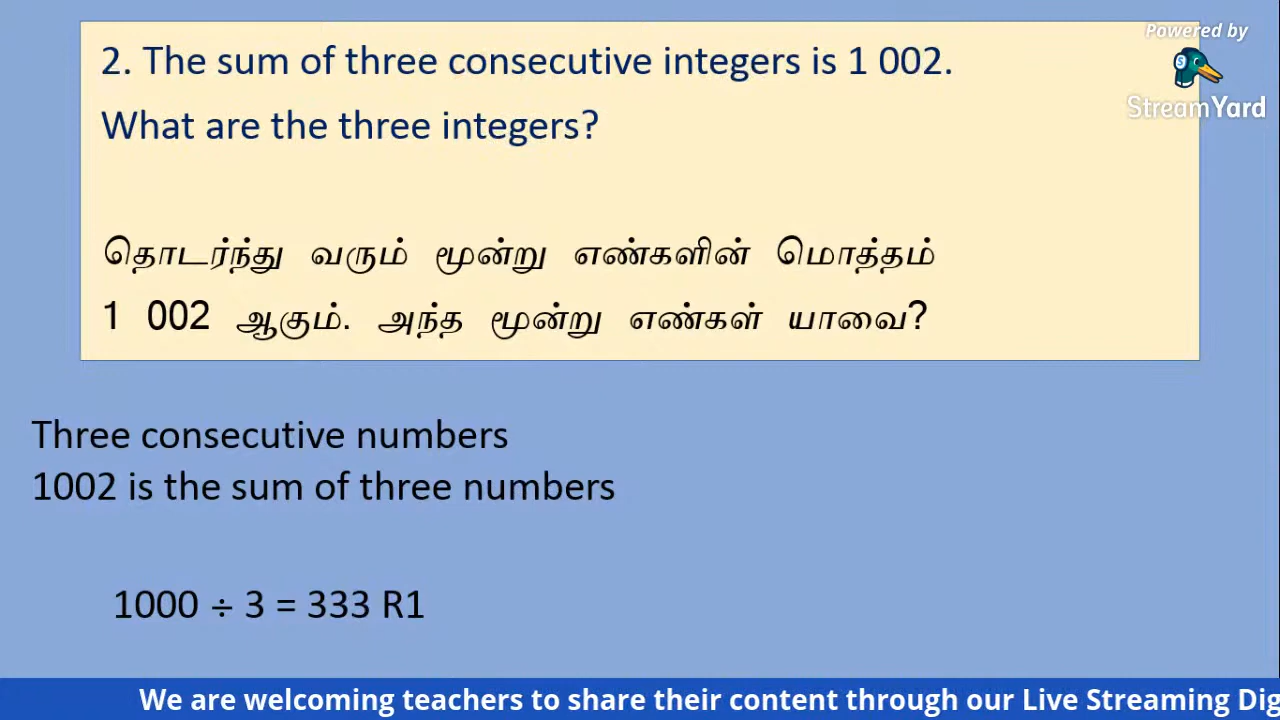 Powered by
StreamYard
2. The sum of three consecutive integers is 1 002.
What are the three integers?
தொடர்ந்து வரும் மூன்று எண்களின் மொத்தம்
1 002 ஆகும். அந்த மூன்று எண்கள் யாவை?
Three consecutive numbers
1002 is the sum of three numbers
1000 ÷ 3 = 333 R1
We are welcoming teachers to share their content through our Live Streaming Dig